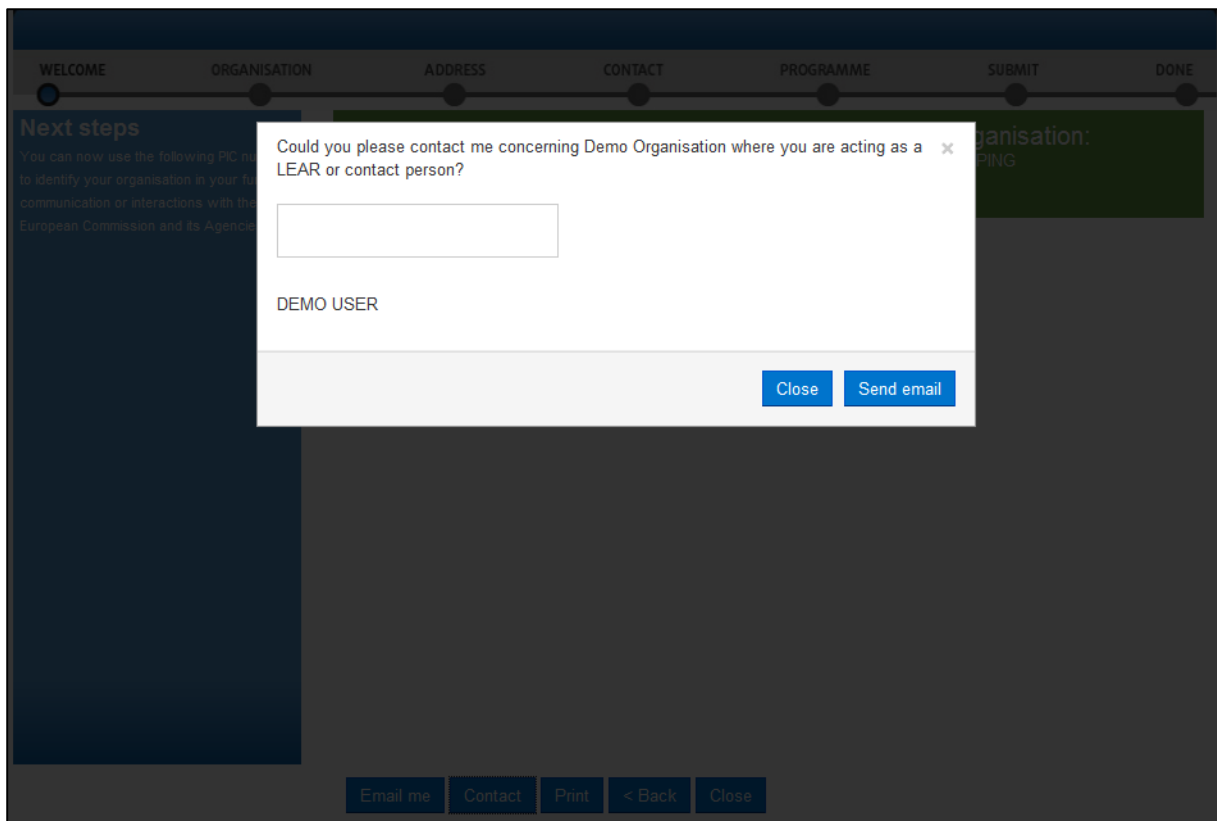 WELCOME ORGANISATION ADDRESS CONTACT PROGRAMME SUBMIT DONE
Next steps
You can now use the following PIC
to identify your organisation in your
communication or interactions with the
European Commission and its
ganisation:
PING
Could you please contact me concerning Demo Organisation where you are acting as a ×
LEAR or contact person?
DEMO USER
Close Send email
Email me Contact Print < Back Close